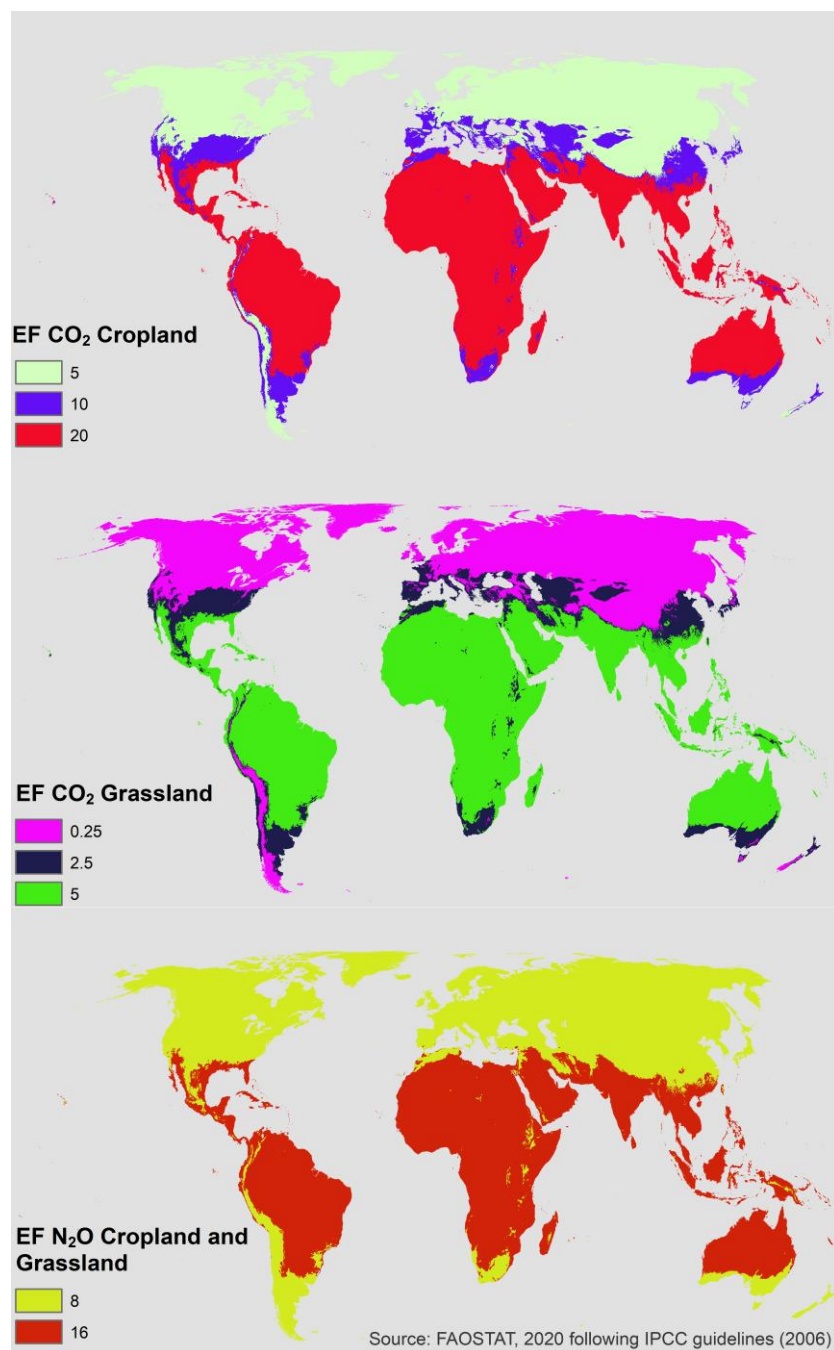 EF CO₂ Cropland
5
10
20
EF CO₂ Grassland
0.25
2.5
5
EF N₂O Cropland and
Grassland
8
16
Source: FAOSTAT, 2020 following IPCC guidelines (2006)